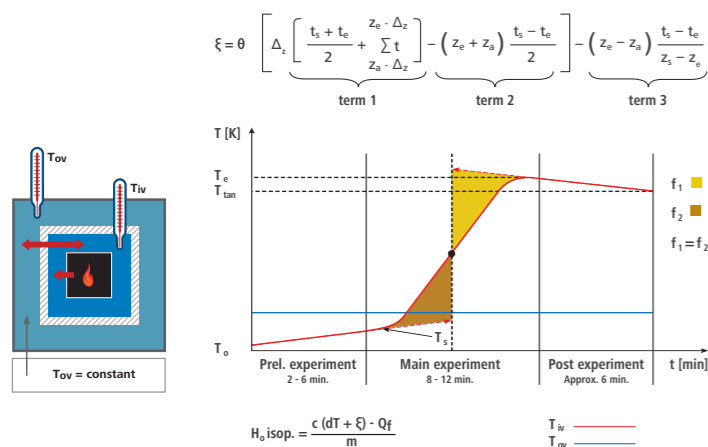 ξ = θ [ Δz [ (ts + te)/2 + Σt (ze - Δz, za - Δz) ] − ( ze + za ) (ts − te)/2 ] − ( ze − za ) (ts − te)/(zs − ze)
term 1 term 2 term 3
T [K]
Te
Ttan
To
Ts
f1
f2
f1 = f2
Tov
Tiv
Tov = constant
Prel. experiment
2 - 6 min.
Main experiment
8 - 12 min.
Post experiment
Approx. 6 min.
t [min]
Ho isop. = (c (dT + ξ) - Qf)/m
Tiv
Tov